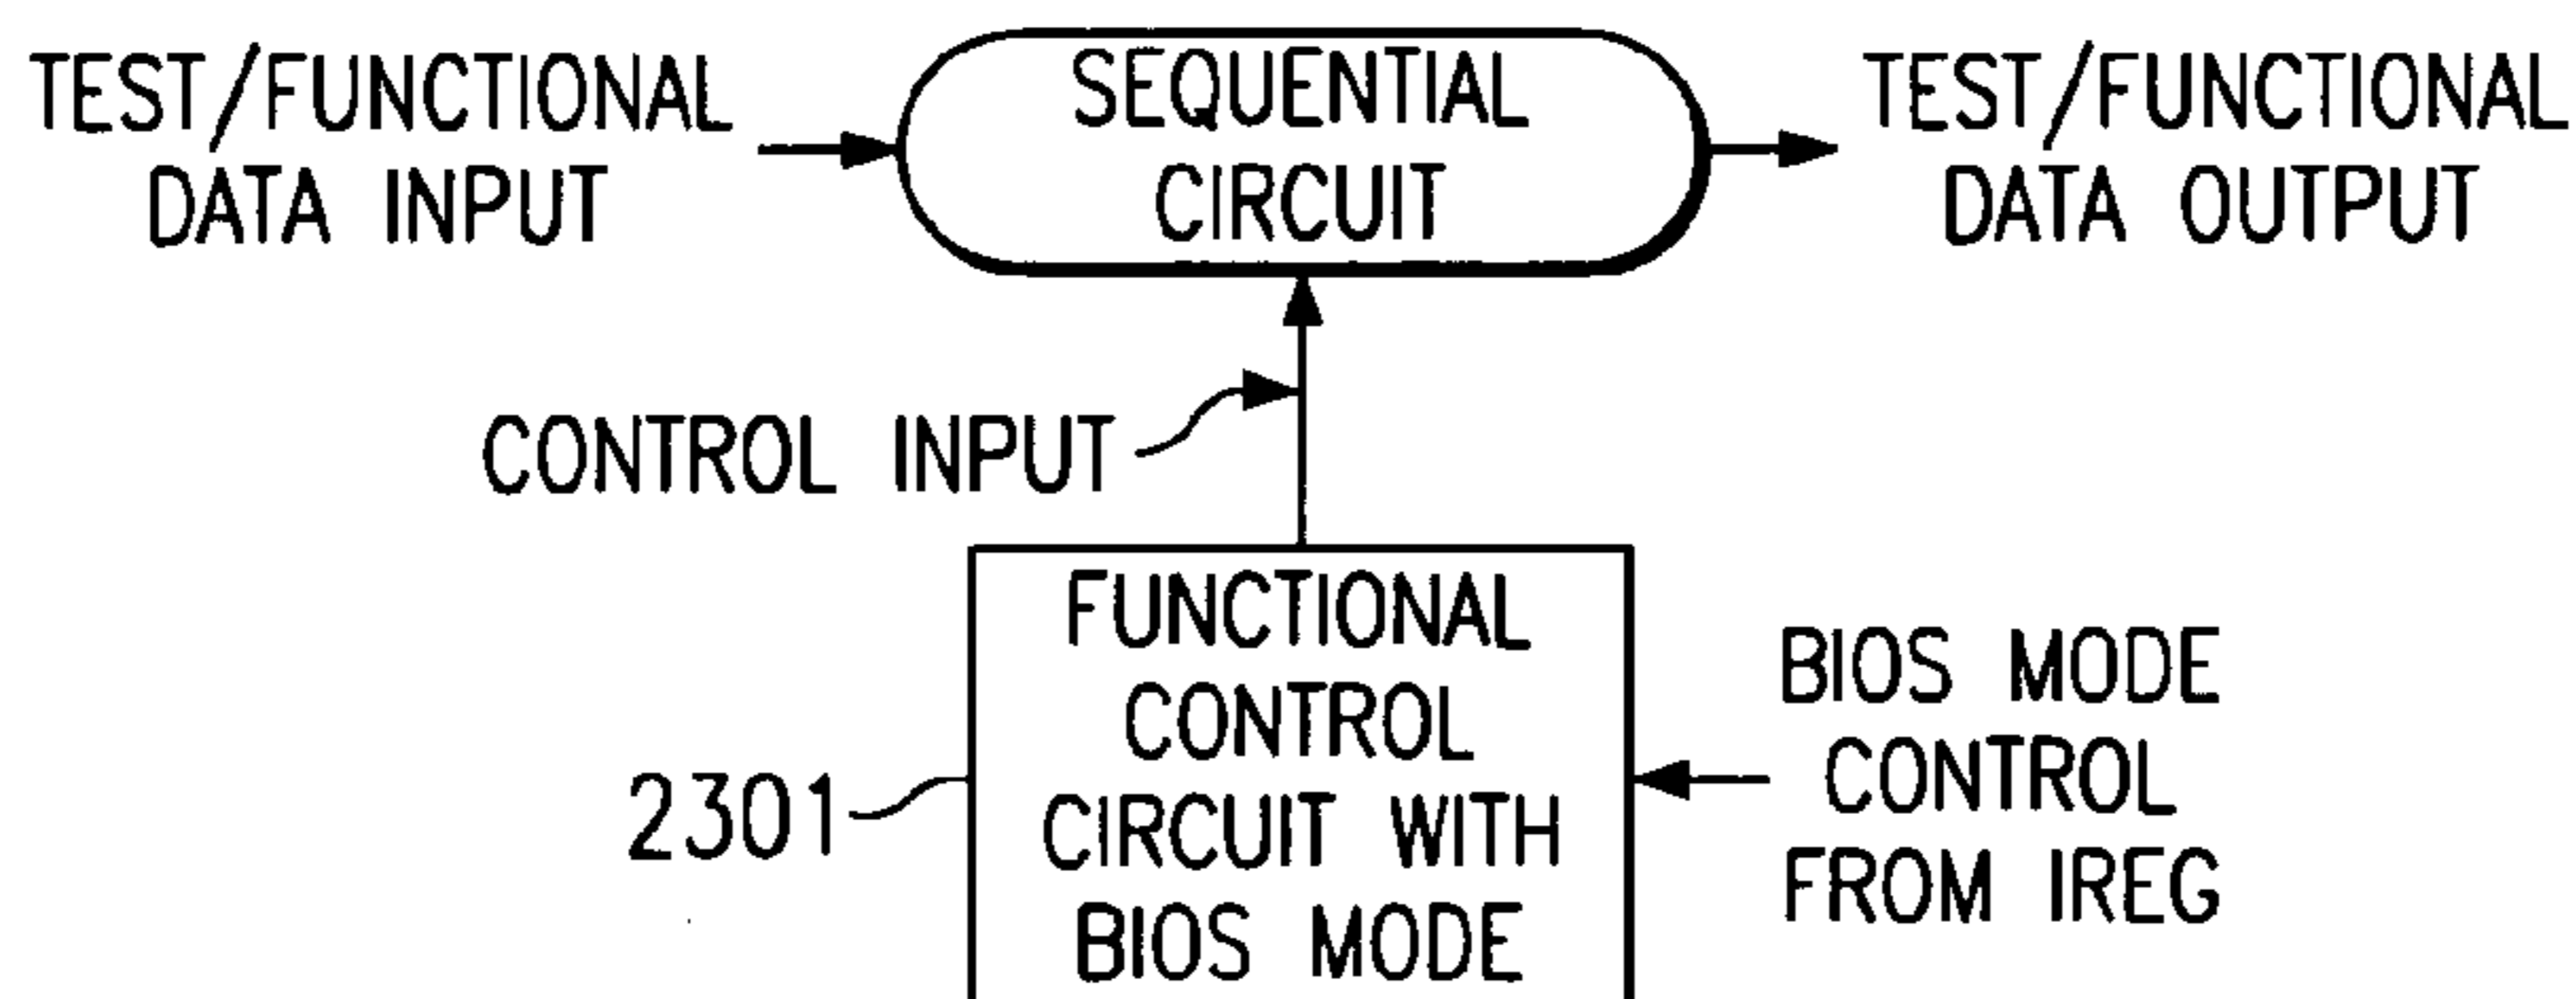 TEST/FUNCTIONAL
DATA INPUT
SEQUENTIAL
CIRCUIT
TEST/FUNCTIONAL
DATA OUTPUT
CONTROL INPUT
FUNCTIONAL
CONTROL
CIRCUIT WITH
BIOS MODE
2301
BIOS MODE
CONTROL
FROM IREG